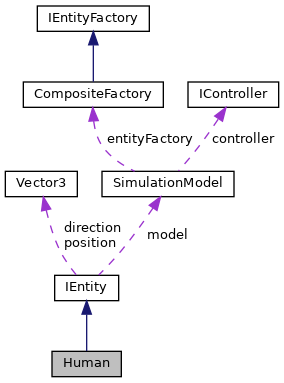 IEntityFactory
CompositeFactory
IController
entityFactory
controller
Vector3
SimulationModel
direction
position
model
IEntity
Human